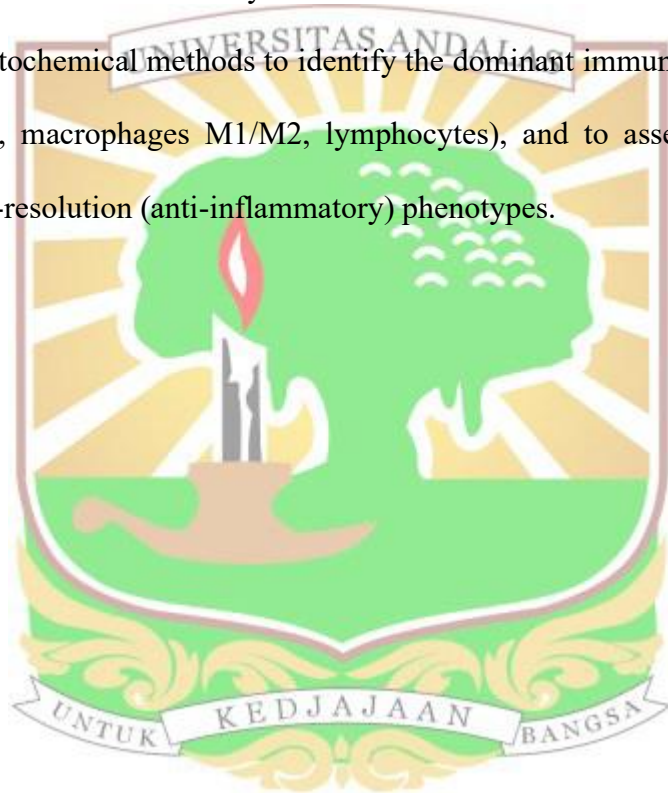 UNIVERSITAS ANDALAS
tochemical methods to identify the dominant immun
, macrophages M1/M2, lymphocytes), and to asse
-resolution (anti-inflammatory) phenotypes.
UNTUK KEDJAJAAN BANGSA